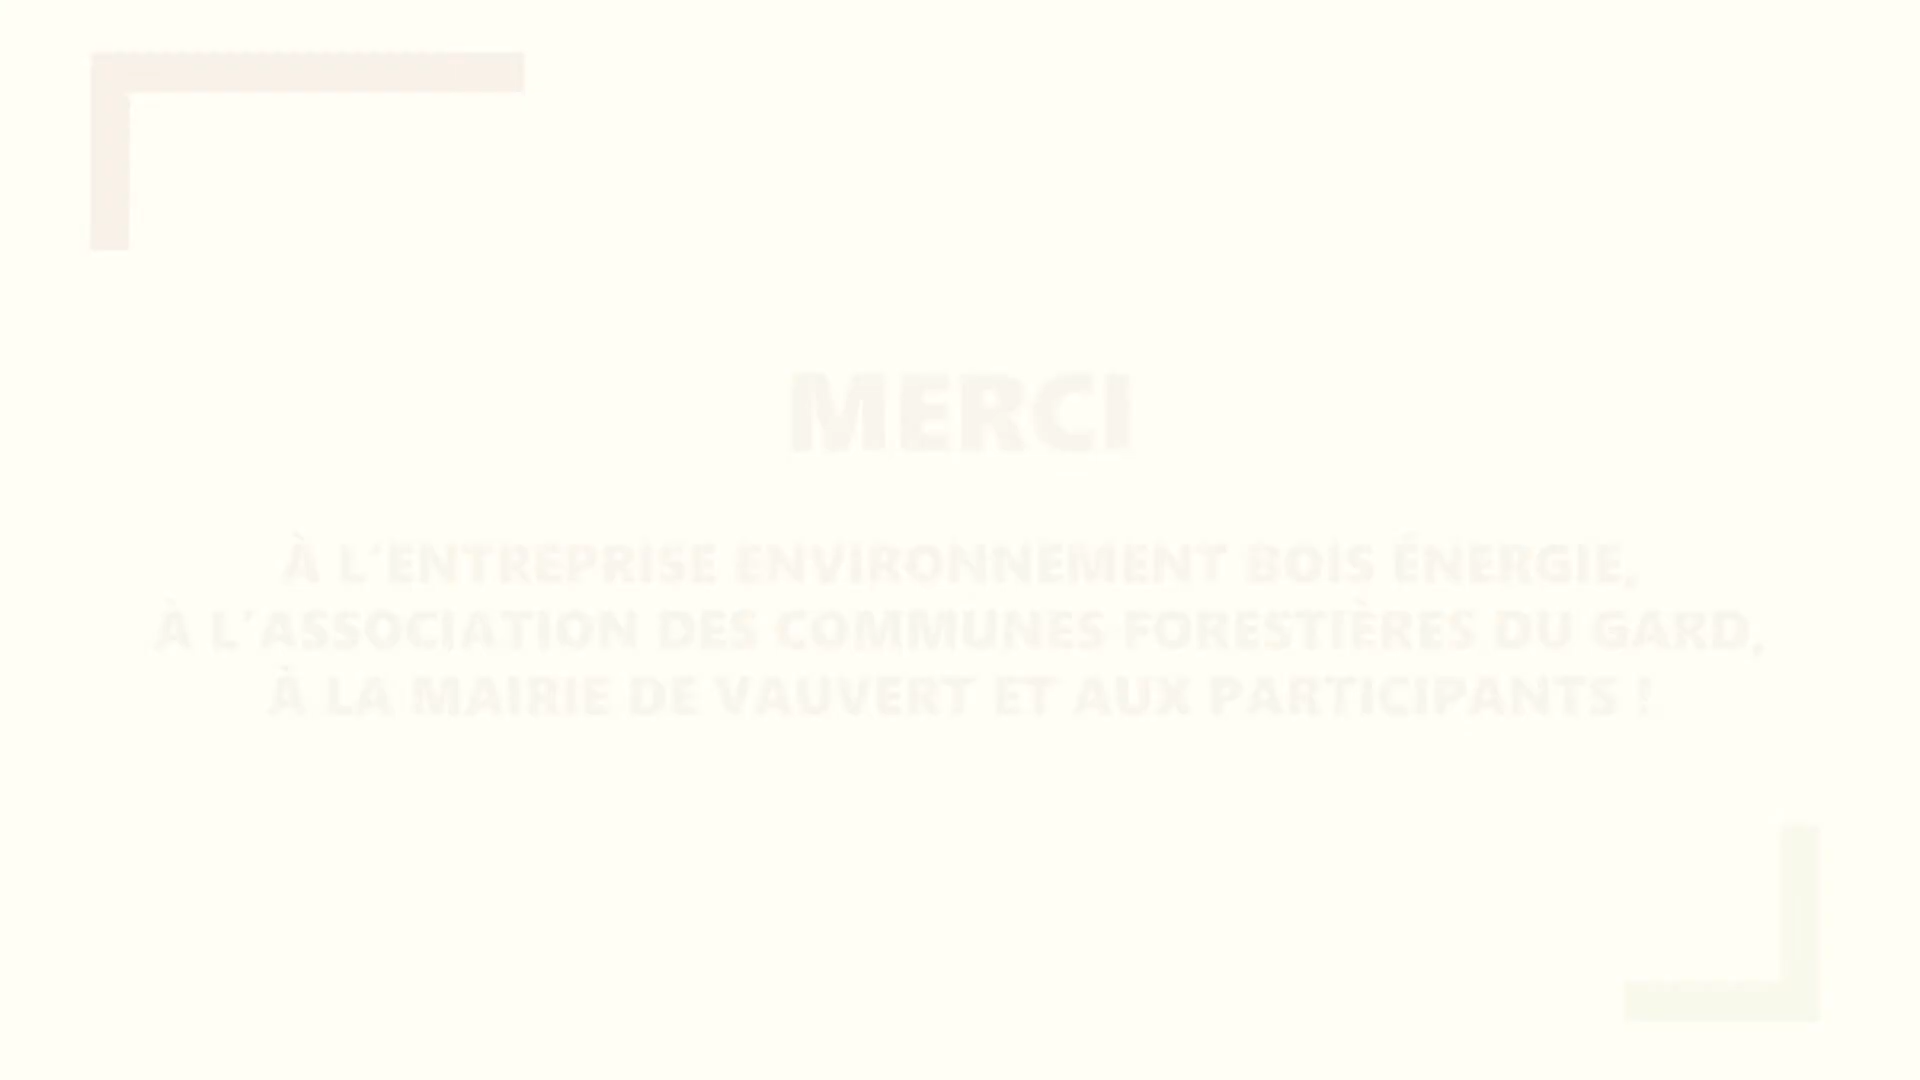 MERCI
À L'ENTREPRISE ENVIRONNEMENT BOIS ÉNERGIE,
À L'ASSOCIATION DES COMMUNES FORESTIÈRES DU GARD,
À LA MAIRIE DE VAUVERT ET AUX PARTICIPANTS !